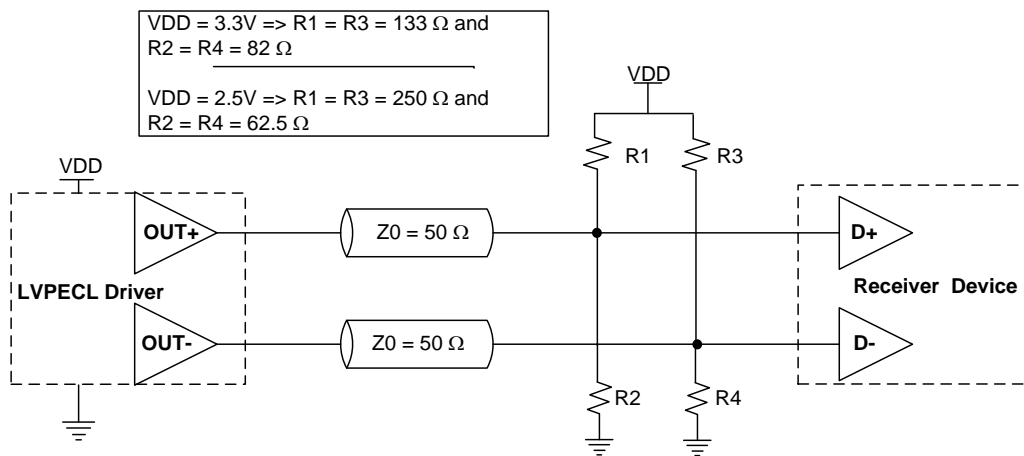 VDD = 3.3V => R1 = R3 = 133 Ω and
R2 = R4 = 82 Ω
VDD = 2.5V => R1 = R3 = 250 Ω and
R2 = R4 = 62.5 Ω
VDD
VDD
R1
R3
OUT+
Z0 = 50 Ω
D+
LVPECL Driver
Receiver Device
OUT-
Z0 = 50 Ω
D-
R2
R4